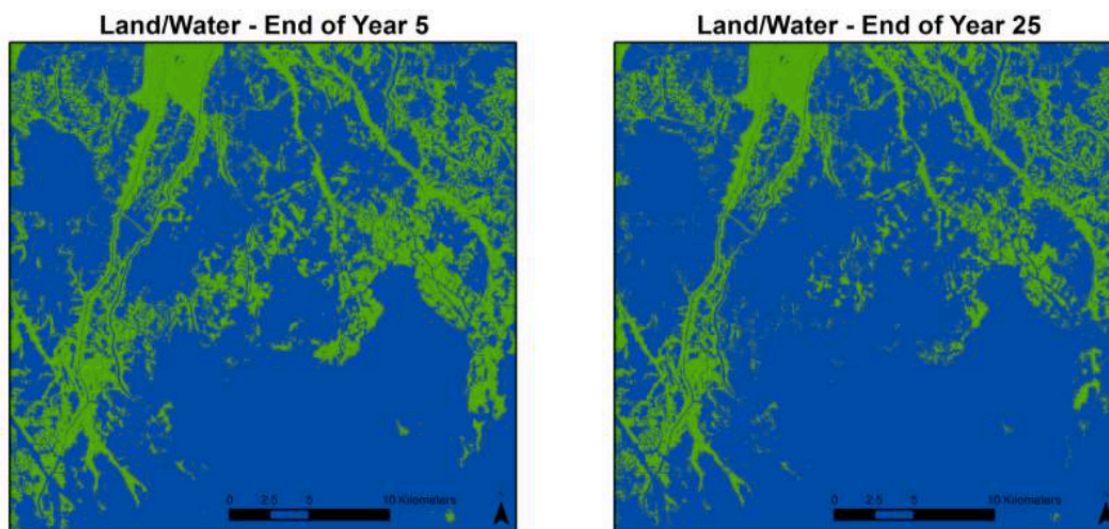 Land/Water - End of Year 5
Land/Water - End of Year 25
0 2.5 5 10 Kilometers
0 2.5 5 10 Kilometers